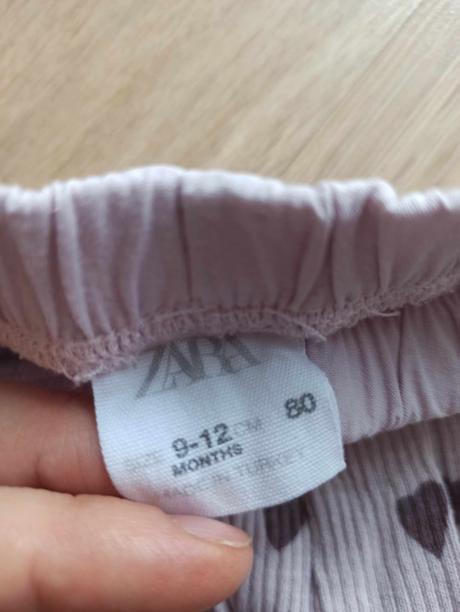 ZARA
SIZE 9-12 CM 80
MONTHS
MADE IN TURKEY